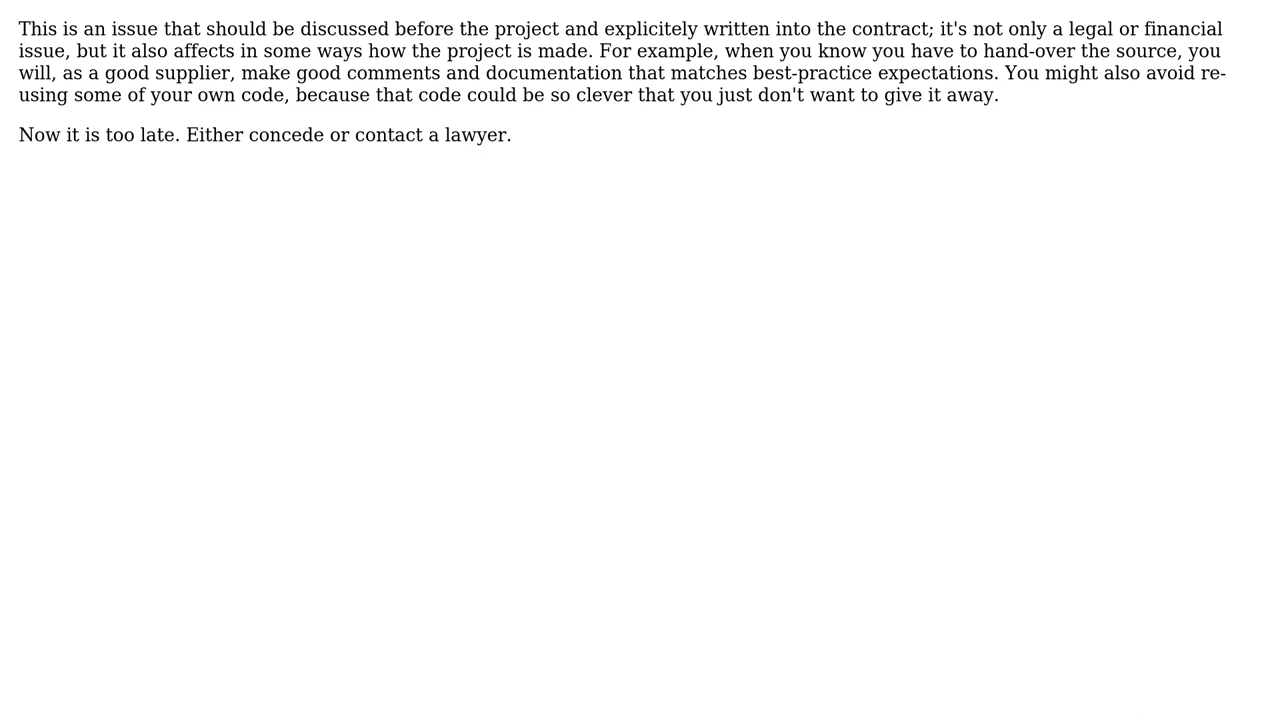 This is an issue that should be discussed before the project and explicitely written into the contract; it's not only a legal or financial
issue, but it also affects in some ways how the project is made. For example, when you know you have to hand-over the source, you
will, as a good supplier, make good comments and documentation that matches best-practice expectations. You might also avoid re-
using some of your own code, because that code could be so clever that you just don't want to give it away.
Now it is too late. Either concede or contact a lawyer.